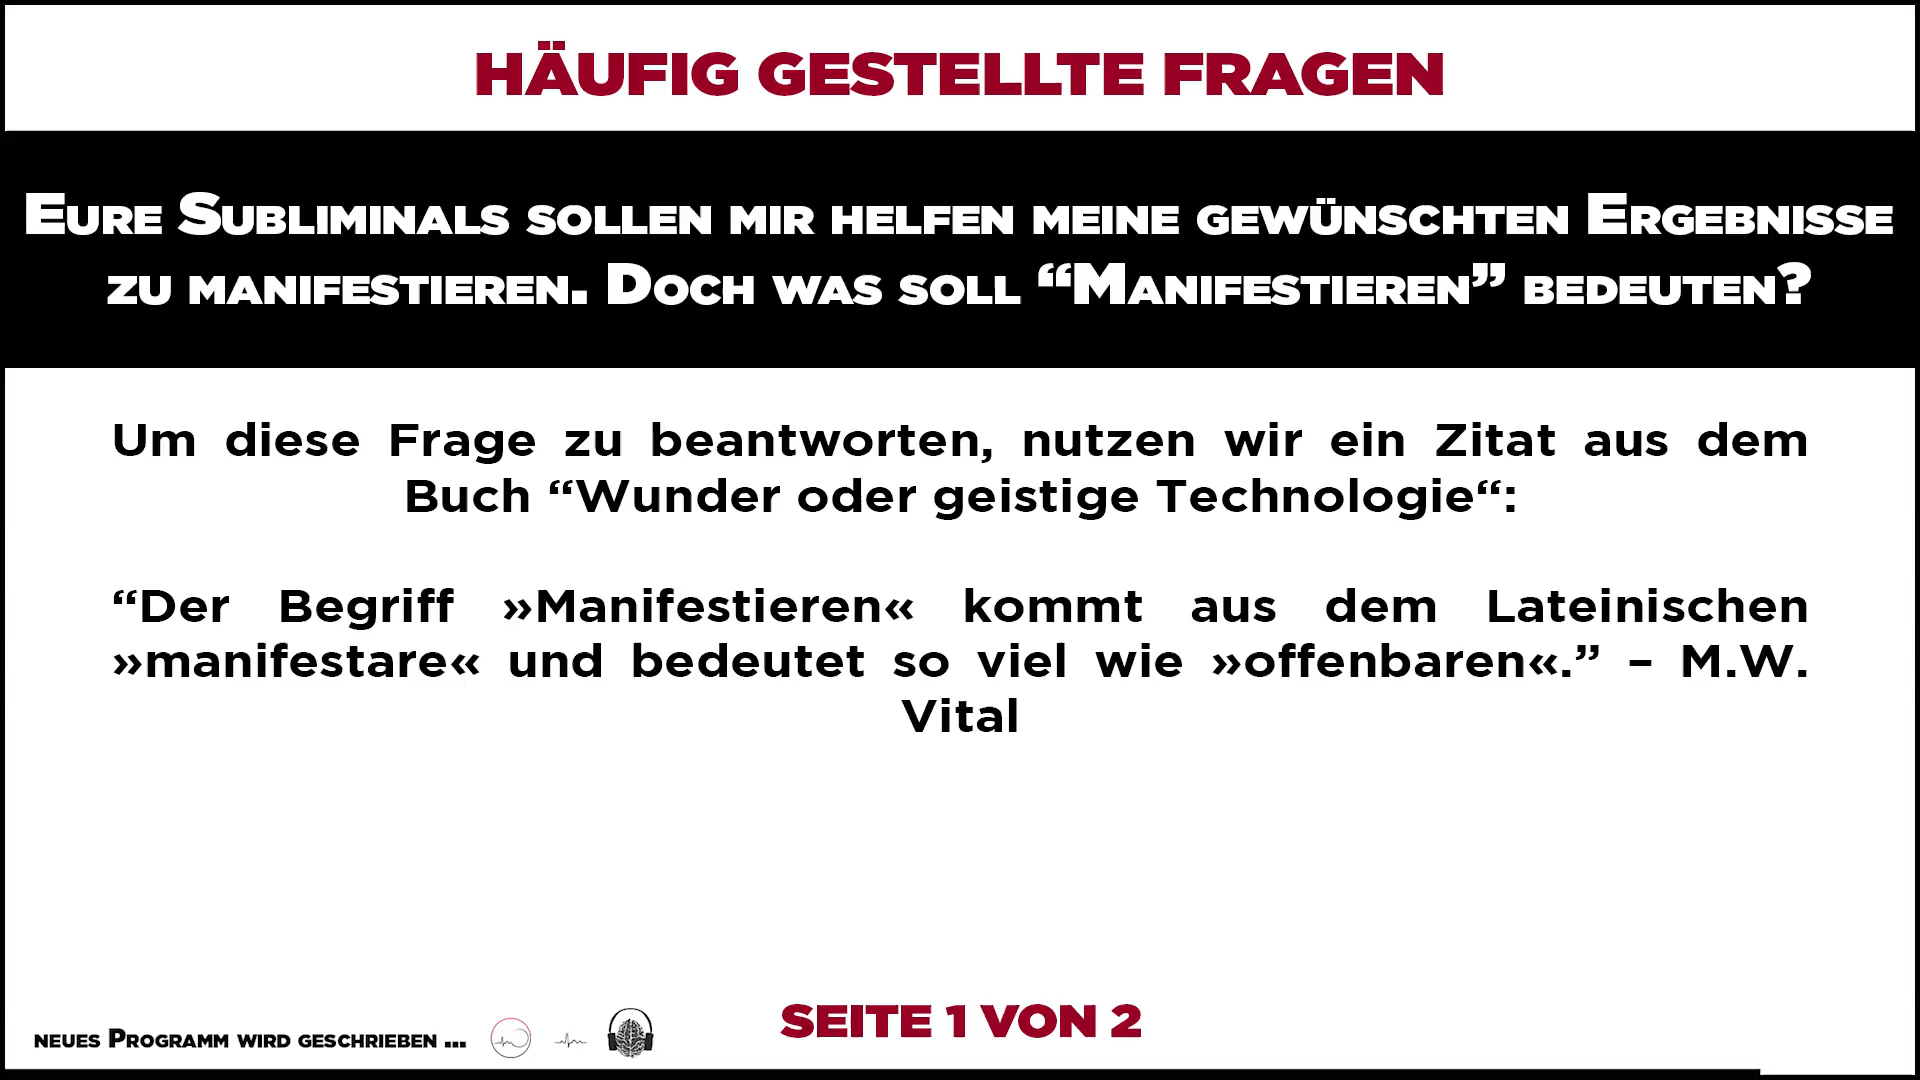 HÄUFIG GESTELLTE FRAGEN
EURE SUBLIMINALS SOLLEN MIR HELFEN MEINE GEWÜNSCHTEN ERGEBNISSE
ZU MANIFESTIEREN. DOCH WAS SOLL “MANIFESTIEREN” BEDEUTEN?
Um diese Frage zu beantworten, nutzen wir ein Zitat aus dem
Buch “Wunder oder geistige Technologie“:
“Der Begriff »Manifestieren« kommt aus dem Lateinischen
»manifestare« und bedeutet so viel wie »offenbaren«.” – M.W.
Vital
NEUES PROGRAMM WIRD GESCHRIEBEN ...
SEITE 1 VON 2